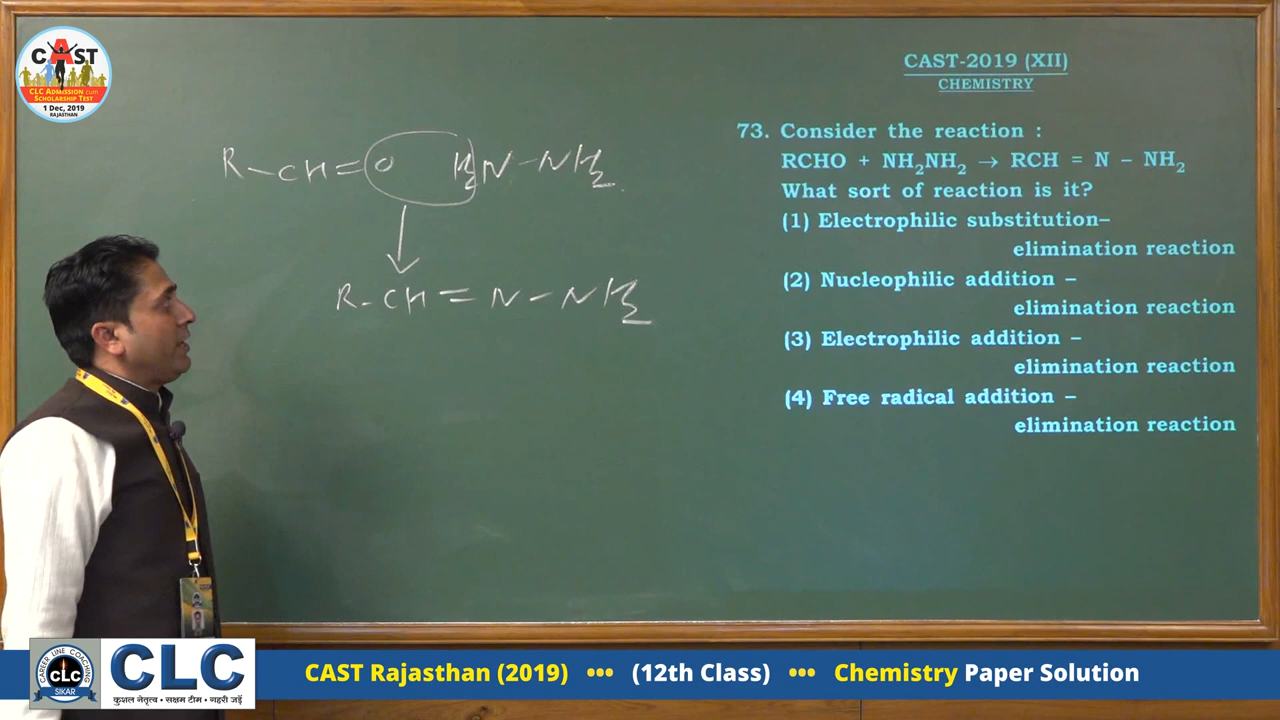 CAST
CLC ADMISSION cum
SCHOLARSHIP TEST
1 Dec, 2019
RAJASTHAN
CAST-2019 (XII)
CHEMISTRY
73. Consider the reaction :
RCHO + NH₂NH₂ → RCH = N – NH₂
What sort of reaction is it?
(1) Electrophilic substitution–
elimination reaction
(2) Nucleophilic addition –
elimination reaction
(3) Electrophilic addition –
elimination reaction
(4) Free radical addition –
elimination reaction
R-CH=O H₂N-NH₂
R-CH=N-NH₂
CAREER LINE COACHING
CLC
SIKAR
CLC
कुशल नेतृत्व • सक्षम टीम • गहरी जड़ें
CAST Rajasthan (2019) ••• (12th Class) ••• Chemistry Paper Solution